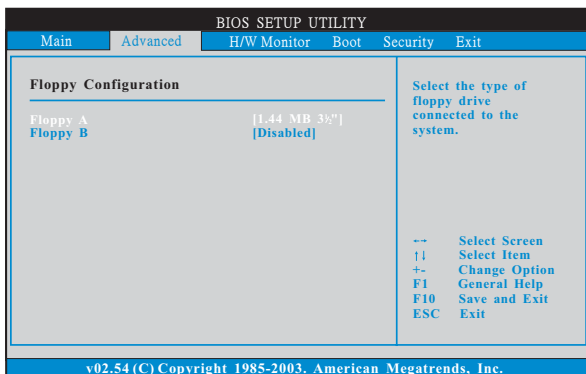 BIOS SETUP UTILITY
Main Advanced H/W Monitor Boot Security Exit
Floppy Configuration
Floppy A [1.44 MB 3½"]
Floppy B [Disabled]
Select the type of
floppy drive
connected to the
system.
←→ Select Screen
↑↓ Select Item
+- Change Option
F1 General Help
F10 Save and Exit
ESC Exit
v02.54 (C) Copyright 1985-2003. American Megatrends, Inc.